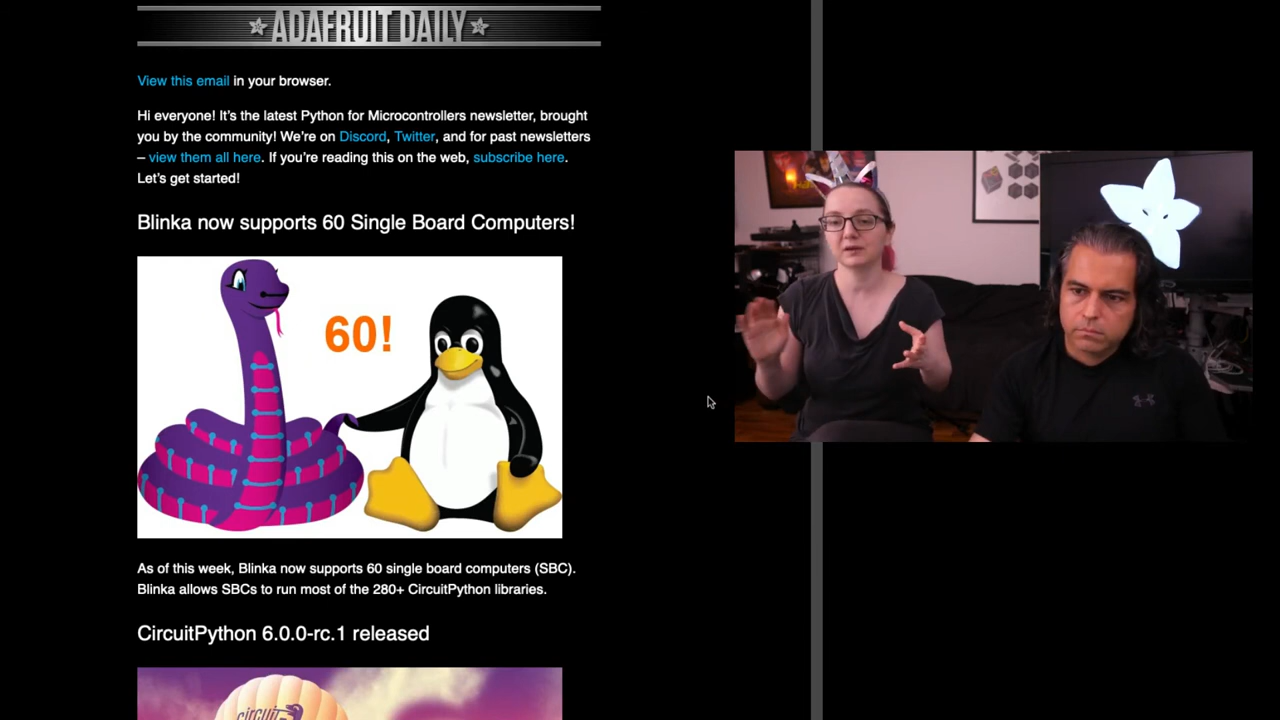 ADAFRUIT DAILY
View this email in your browser.
Hi everyone! It's the latest Python for Microcontrollers newsletter, brought
you by the community! We're on Discord, Twitter, and for past newsletters
– view them all here. If you're reading this on the web, subscribe here.
Let's get started!
Blinka now supports 60 Single Board Computers!
60!
As of this week, Blinka now supports 60 single board computers (SBC).
Blinka allows SBCs to run most of the 280+ CircuitPython libraries.
CircuitPython 6.0.0-rc.1 released
circuit